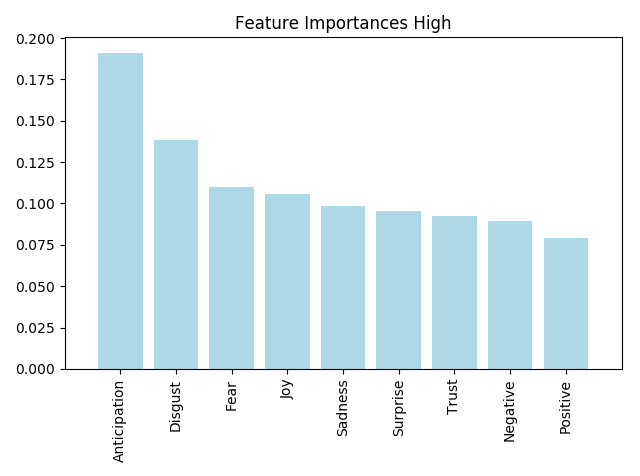 Feature Importances High
0.200
0.175
0.150
0.125
0.100
0.075
0.050
0.025
0.000
Anticipation
Disgust
Fear
Joy
Sadness
Surprise
Trust
Negative
Positive